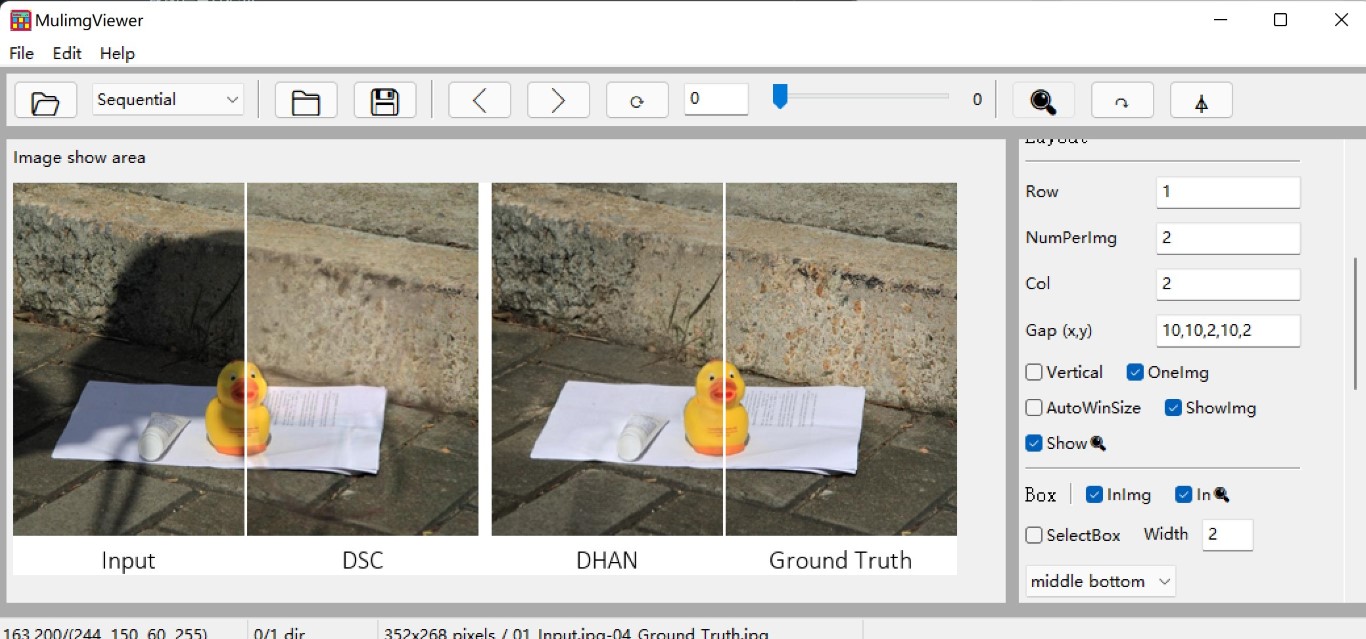 MulimgViewer
File Edit Help
Sequential 0 0
Image show area
Layout
Row 1
NumPerImg 2
Col 2
Gap (x,y) 10,10,2,10,2
Vertical OneImg
AutoWinSize ShowImg
Show
Box InImg In
SelectBox Width 2
middle bottom
Input DSC DHAN Ground Truth
163,200/(244, 150, 60, 255) 0/1 dir 352x268 pixels / 01_Input.jpg-04_Ground Truth.jpg